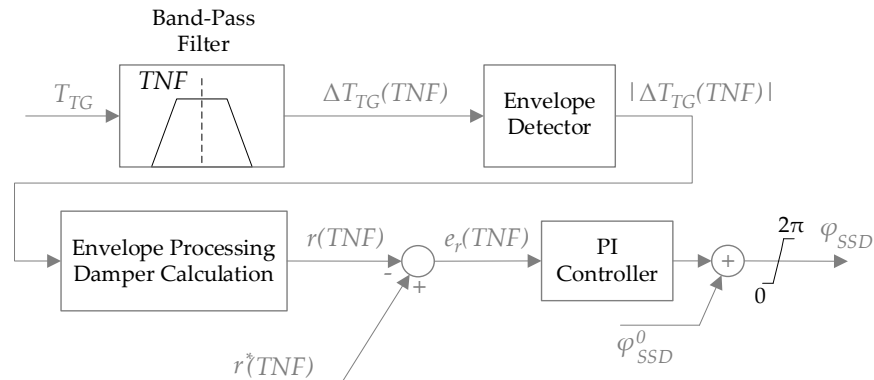 Band-Pass
Filter
T_TG
TNF
ΔT_TG(TNF)
Envelope
Detector
|ΔT_TG(TNF)|
Envelope Processing
Damper Calculation
r(TNF)
-
+
e_r(TNF)
PI
Controller
+
2π
0
φ_SSD
r*(TNF)
φ⁰_SSD